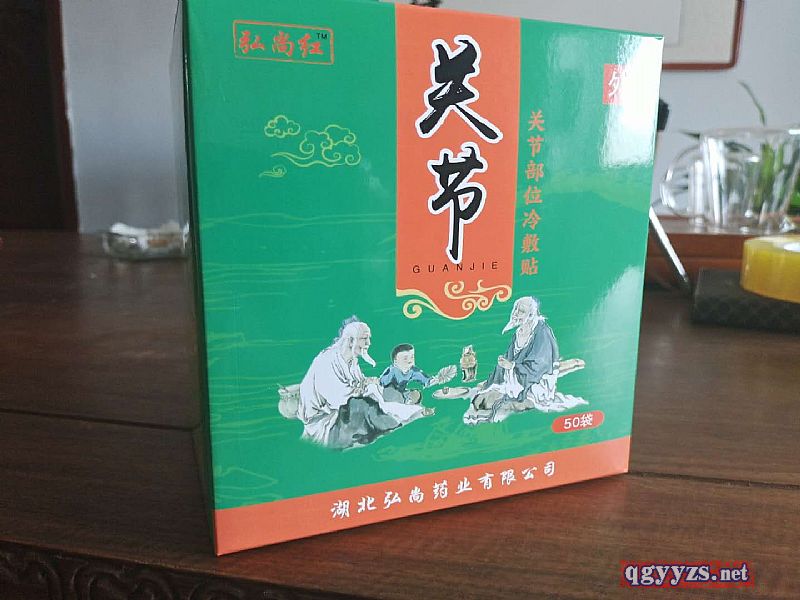 弘尚红™
关节
GUANJIE
关节部位冷敷贴
外
50袋
湖北弘尚药业有限公司
qgyyzs.net